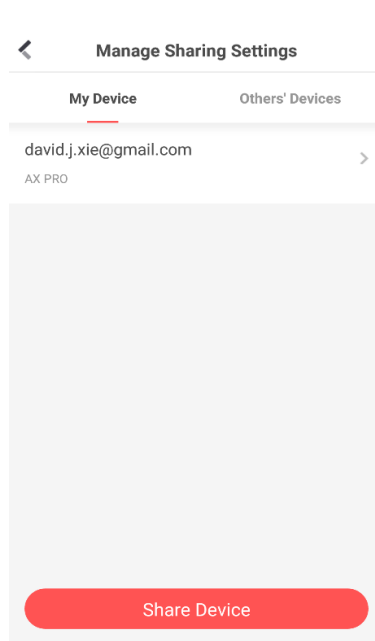 Manage Sharing Settings
My Device
Others' Devices
david.j.xie@gmail.com
AX PRO
Share Device